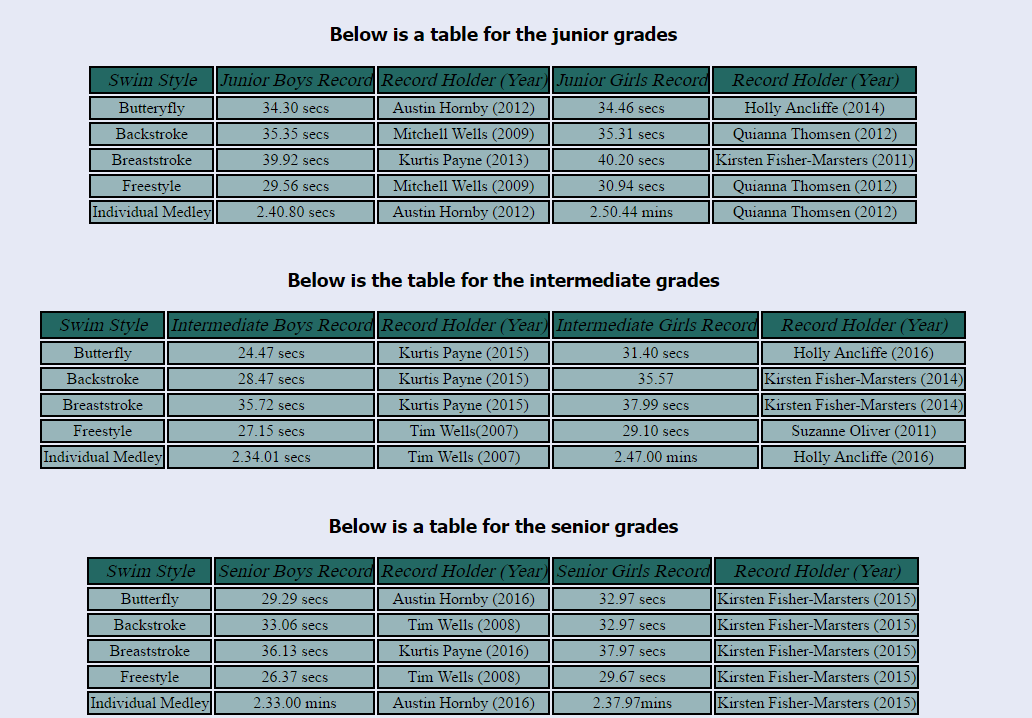 Below is a table for the junior grades
Swim Style Junior Boys Record Record Holder (Year) Junior Girls Record Record Holder (Year)
Butteryfly 34.30 secs Austin Hornby (2012) 34.46 secs Holly Ancliffe (2014)
Backstroke 35.35 secs Mitchell Wells (2009) 35.31 secs Quianna Thomsen (2012)
Breaststroke 39.92 secs Kurtis Payne (2013) 40.20 secs Kirsten Fisher-Marsters (2011)
Freestyle 29.56 secs Mitchell Wells (2009) 30.94 secs Quianna Thomsen (2012)
Individual Medley 2.40.80 secs Austin Hornby (2012) 2.50.44 mins Quianna Thomsen (2012)
Below is the table for the intermediate grades
Swim Style Intermediate Boys Record Record Holder (Year) Intermediate Girls Record Record Holder (Year)
Butterfly 24.47 secs Kurtis Payne (2015) 31.40 secs Holly Ancliffe (2016)
Backstroke 28.47 secs Kurtis Payne (2015) 35.57 Kirsten Fisher-Marsters (2014)
Breaststroke 35.72 secs Kurtis Payne (2015) 37.99 secs Kirsten Fisher-Marsters (2014)
Freestyle 27.15 secs Tim Wells(2007) 29.10 secs Suzanne Oliver (2011)
Individual Medley 2.34.01 secs Tim Wells (2007) 2.47.00 mins Holly Ancliffe (2016)
Below is a table for the senior grades
Swim Style Senior Boys Record Record Holder (Year) Senior Girls Record Record Holder (Year)
Butterfly 29.29 secs Austin Hornby (2016) 32.97 secs Kirsten Fisher-Marsters (2015)
Backstroke 33.06 secs Tim Wells (2008) 32.97 secs Kirsten Fisher-Marsters (2015)
Breaststroke 36.13 secs Kurtis Payne (2016) 37.97 secs Kirsten Fisher-Marsters (2015)
Freestyle 26.37 secs Tim Wells (2008) 29.67 secs Kirsten Fisher-Marsters (2015)
Individual Medley 2.33.00 mins Austin Hornby (2016) 2.37.97mins Kirsten Fisher-Marsters (2015)